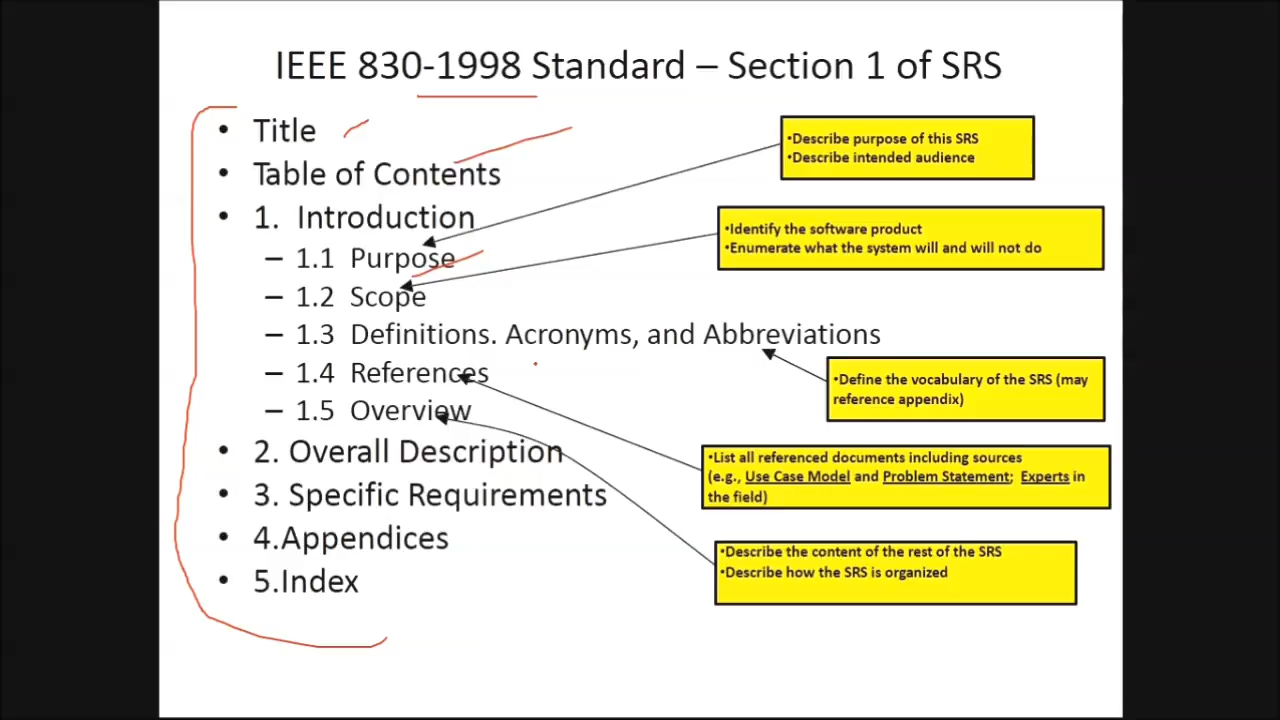 IEEE 830-1998 Standard – Section 1 of SRS
• Title
• Table of Contents
• 1. Introduction
– 1.1 Purpose
– 1.2 Scope
– 1.3 Definitions. Acronyms, and Abbreviations
– 1.4 References
– 1.5 Overview
• 2. Overall Description
• 3. Specific Requirements
• 4.Appendices
• 5.Index
•Describe purpose of this SRS
•Describe intended audience
•Identify the software product
•Enumerate what the system will and will not do
•Define the vocabulary of the SRS (may
reference appendix)
•List all referenced documents including sources
(e.g., Use Case Model and Problem Statement; Experts in
the field)
•Describe the content of the rest of the SRS
•Describe how the SRS is organized